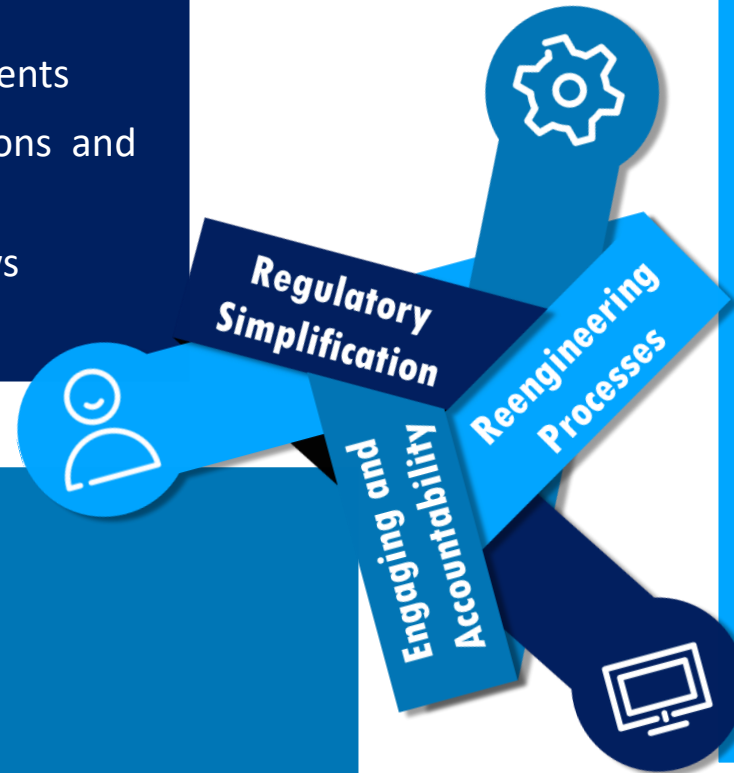 ents
ons and
s
Regulatory
Simplification
Reengineering
Processes
Engaging and
Accountability